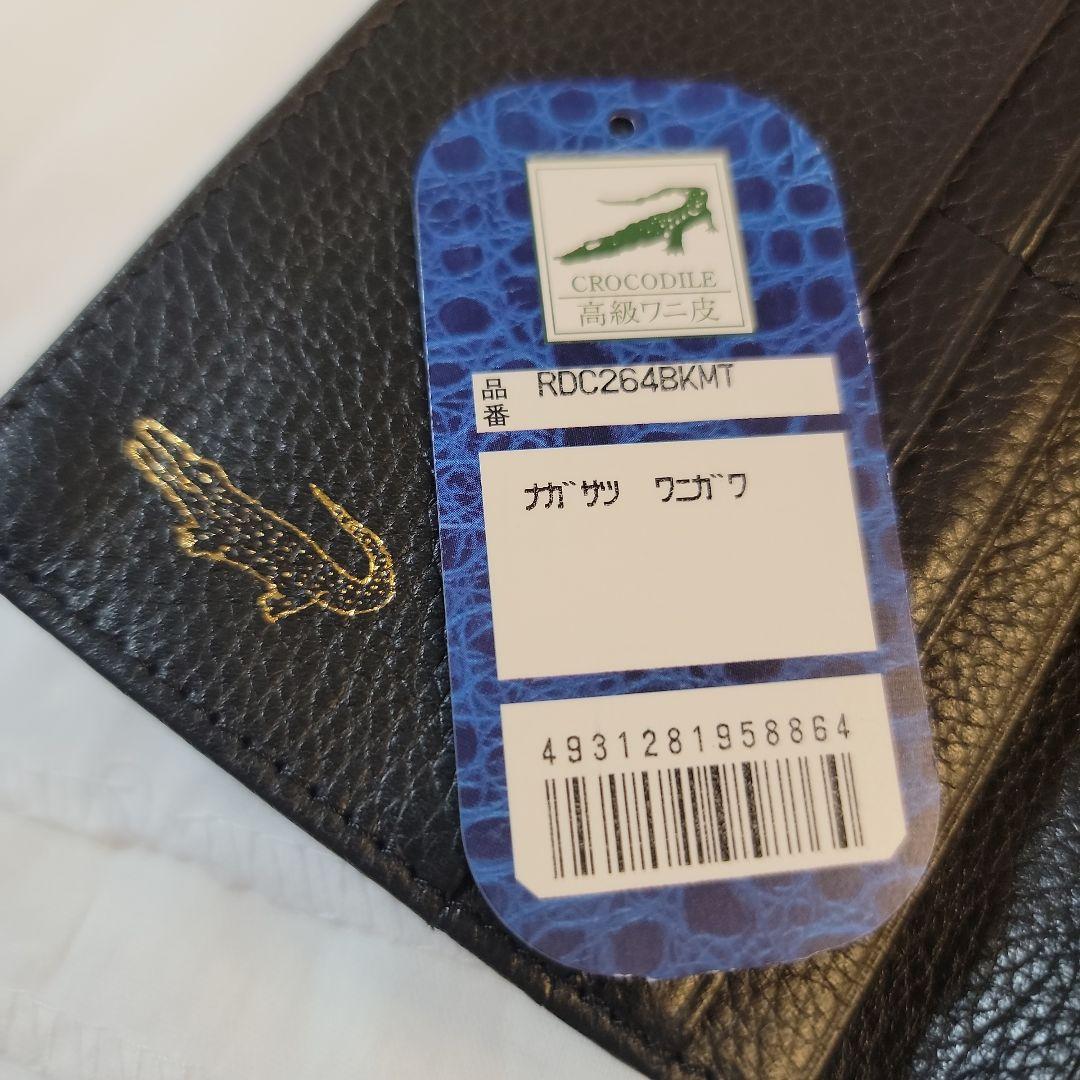 CROCODILE
高級ワニ皮
品番 RDC264BKMT
ﾅｶﾞｻﾂ ﾜﾆｶﾞﾜ
4931281958864